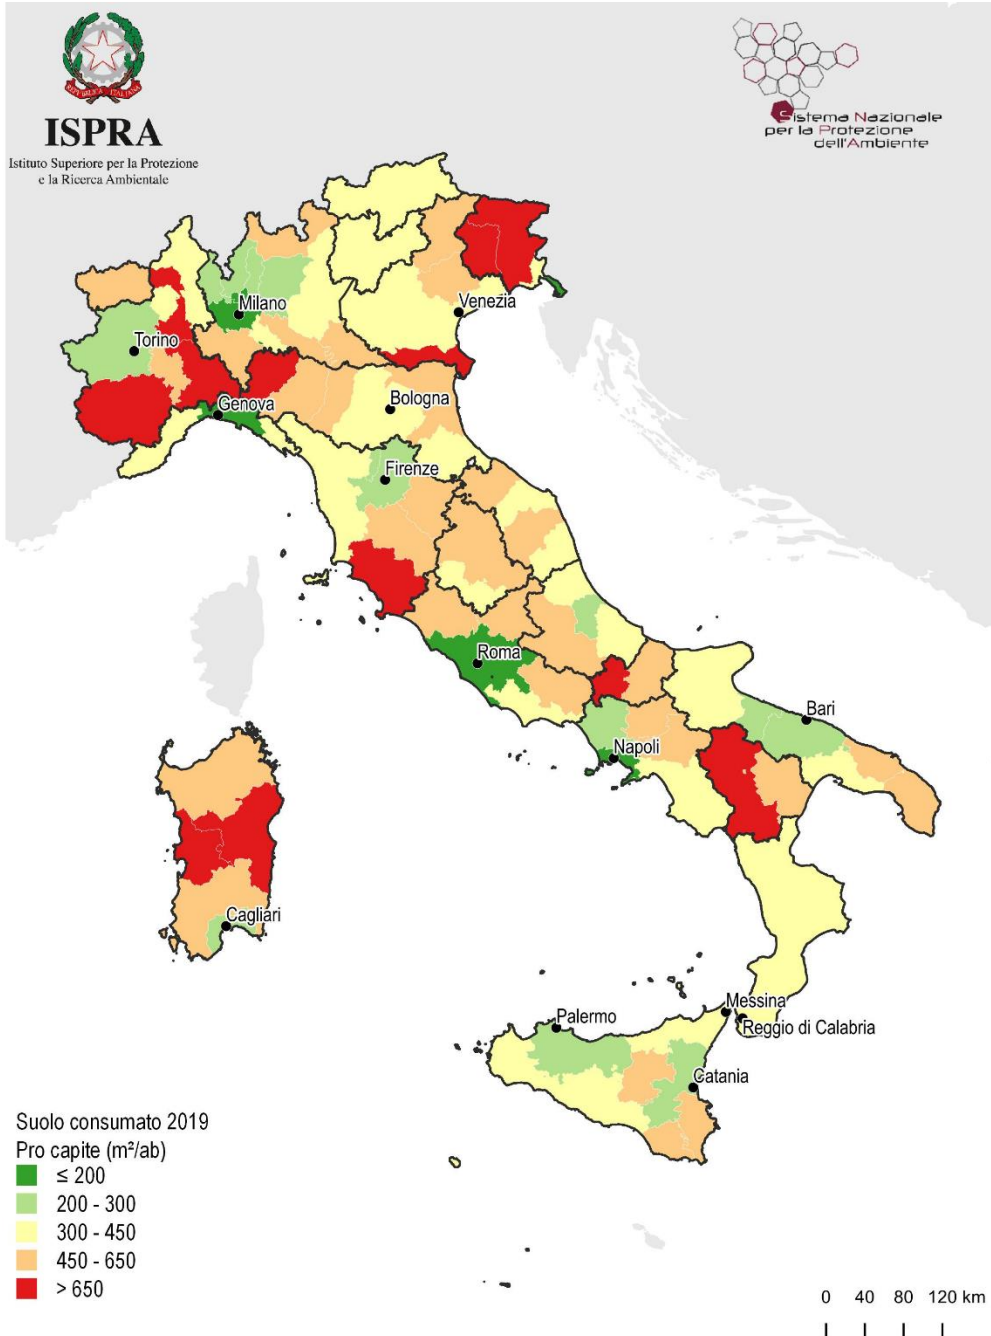 REPVBBLICA ITALIANA
ISPRA
Istituto Superiore per la Protezione
e la Ricerca Ambientale
Sistema Nazionale
per la Protezione
dell'Ambiente
Milano
Venezia
Torino
Genova
Bologna
Firenze
Roma
Bari
Napoli
Cagliari
Messina
Palermo
Reggio di Calabria
Catania
Suolo consumato 2019
Pro capite (m²/ab)
≤ 200
200 - 300
300 - 450
450 - 650
> 650
0 40 80 120 km